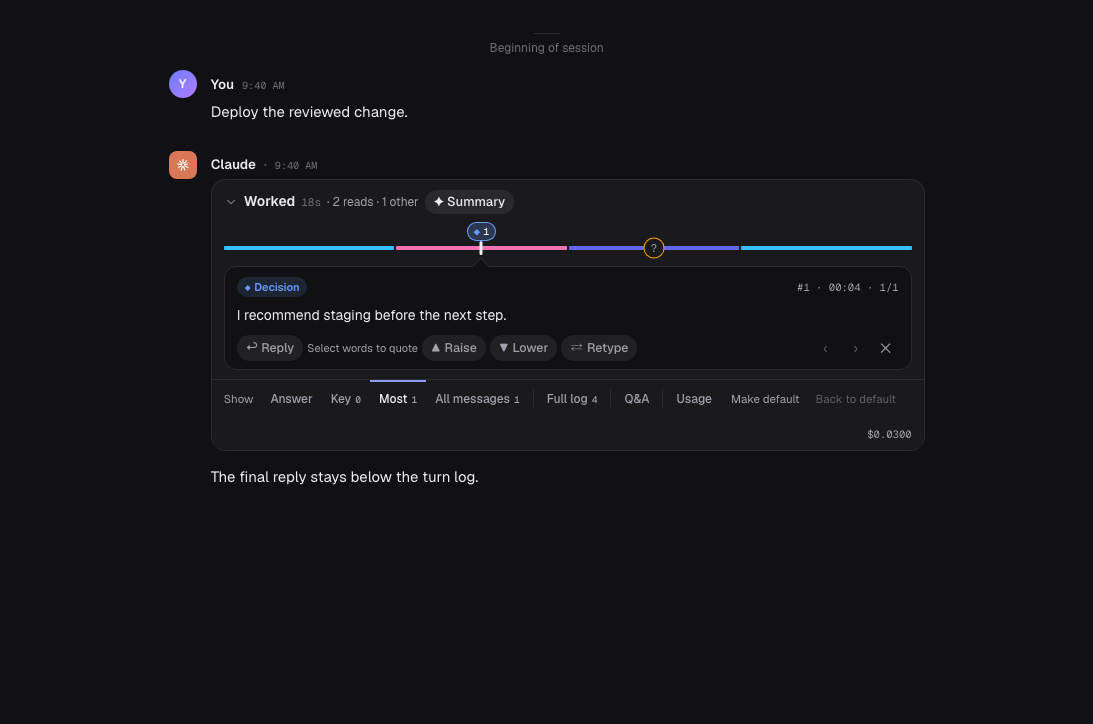 Beginning of session
Y You 9:40 AM
Deploy the reviewed change.
Claude · 9:40 AM
Worked 18s · 2 reads · 1 other ✦ Summary
◆ 1
?
◆ Decision #1 · 00:04 · 1/1
I recommend staging before the next step.
↩ Reply Select words to quote ▲ Raise ▼ Lower ⇄ Retype ‹ › ×
Show Answer Key 0 Most 1 All messages 1 Full log 4 Q&A Usage Make default Back to default
$0.0300
The final reply stays below the turn log.